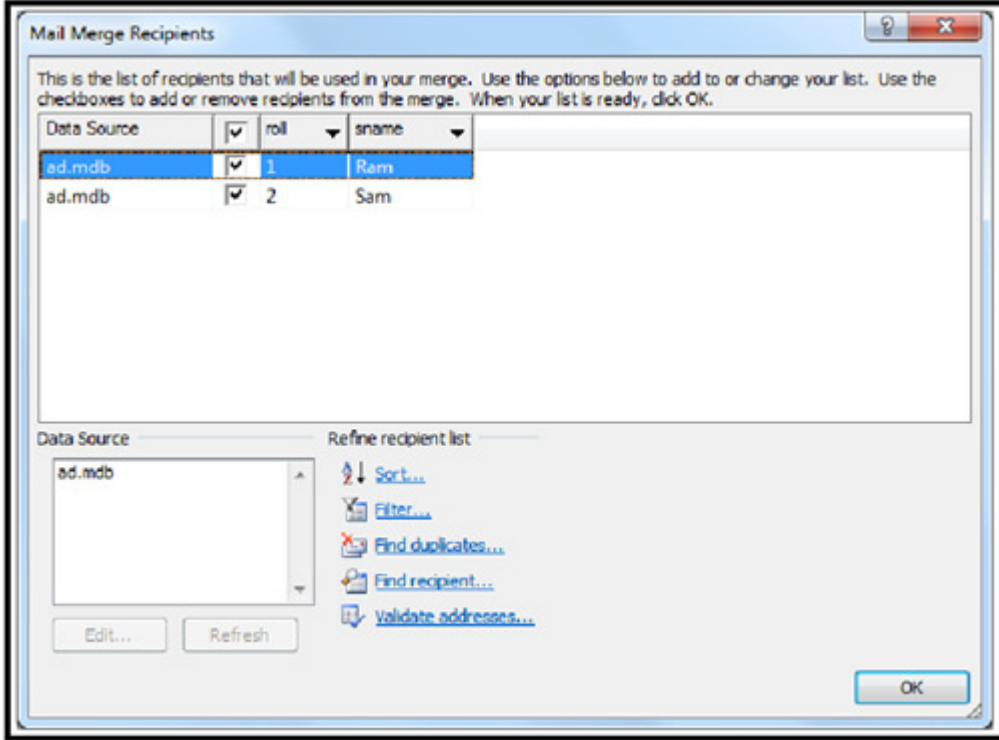 Mail Merge Recipients
This is the list of recipients that will be used in your merge. Use the options below to add to or change your list. Use the
checkboxes to add or remove recipients from the merge. When your list is ready, click OK.
Data Source roll sname
ad.mdb 1 Ram
ad.mdb 2 Sam
Data Source
ad.mdb
Edit...
Refresh
Refine recipient list
Sort...
Filter...
Find duplicates...
Find recipient...
Validate addresses...
OK